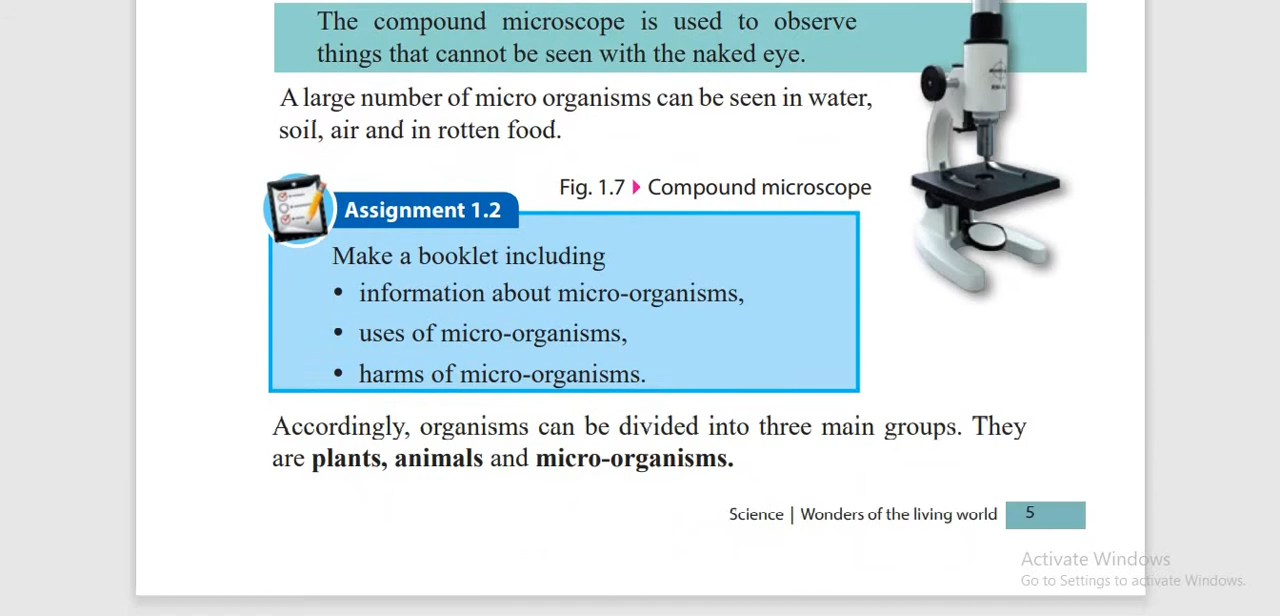 The compound microscope is used to observe
things that cannot be seen with the naked eye.
A large number of micro organisms can be seen in water,
soil, air and in rotten food.
Fig. 1.7 Compound microscope
Assignment 1.2
Make a booklet including
• information about micro-organisms,
• uses of micro-organisms,
• harms of micro-organisms.
Accordingly, organisms can be divided into three main groups. They
are plants, animals and micro-organisms.
Science | Wonders of the living world 5
Activate Windows
Go to Settings to activate Windows.